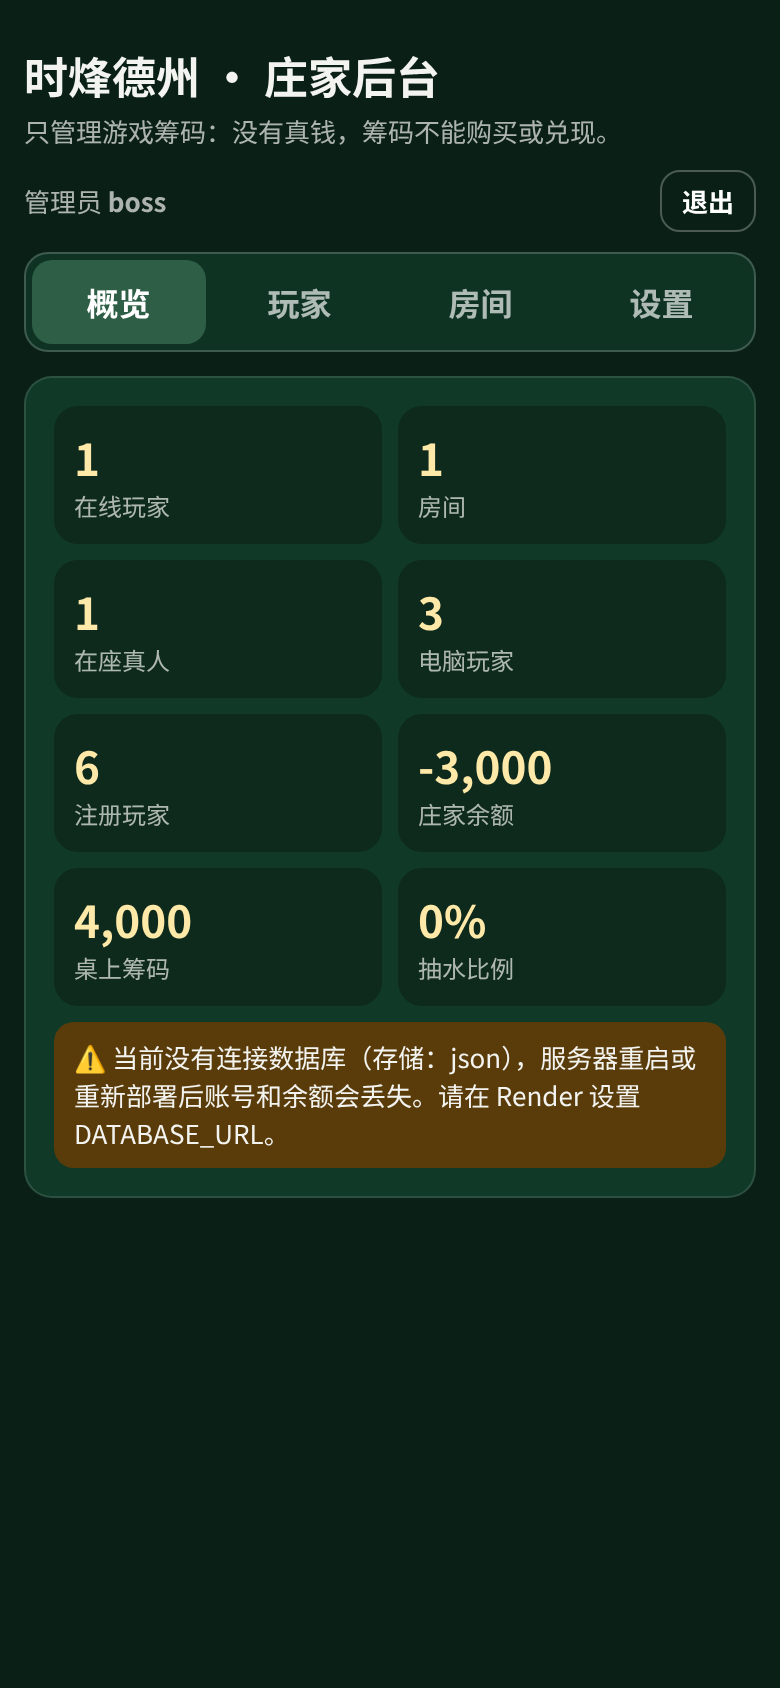 时烽德州 · 庄家后台
只管理游戏筹码：没有真钱，筹码不能购买或兑现。
管理员 boss
退出
概览
玩家
房间
设置
1
在线玩家
1
房间
1
在座真人
3
电脑玩家
6
注册玩家
-3,000
庄家余额
4,000
桌上筹码
0%
抽水比例
⚠️ 当前没有连接数据库（存储：json），服务器重启或
重新部署后账号和余额会丢失。请在 Render 设置
DATABASE_URL。